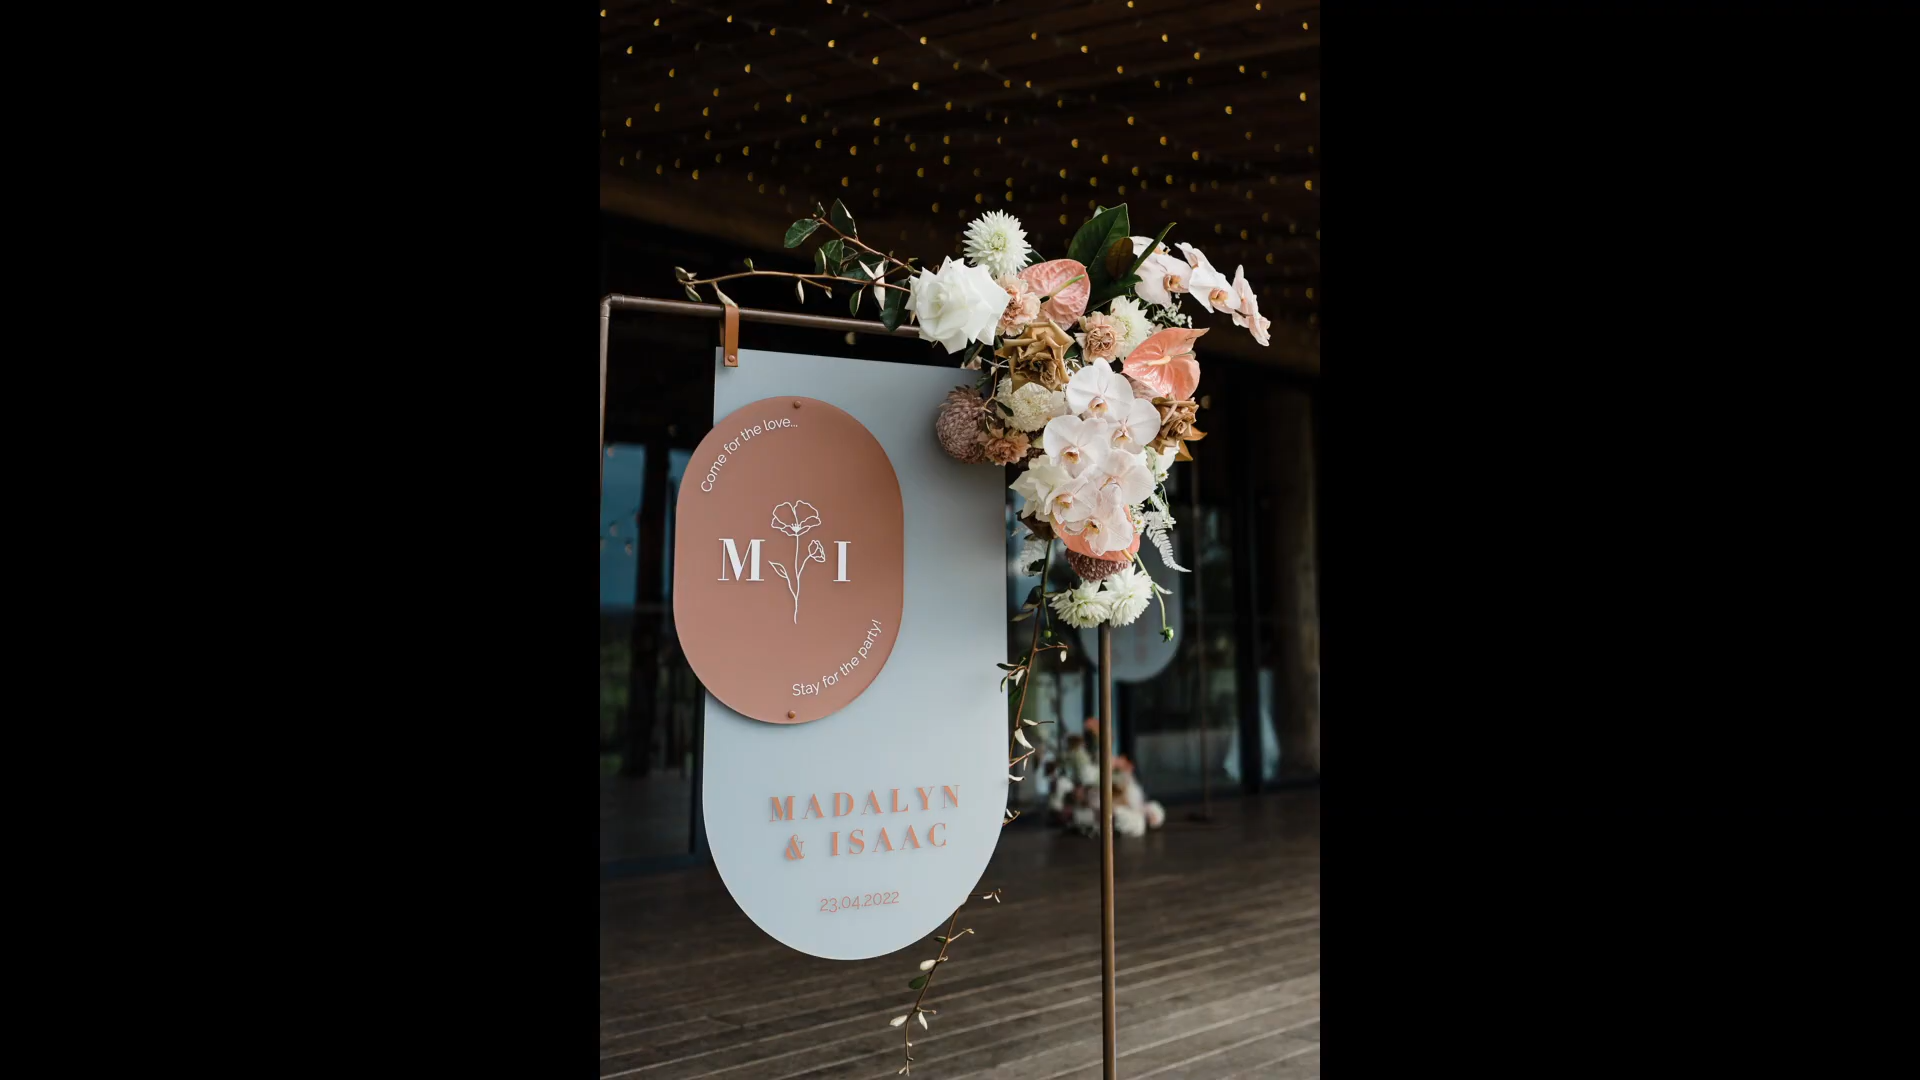 Come for the love...
M I
Stay for the party!
MADALYN
& ISAAC
23.04.2022